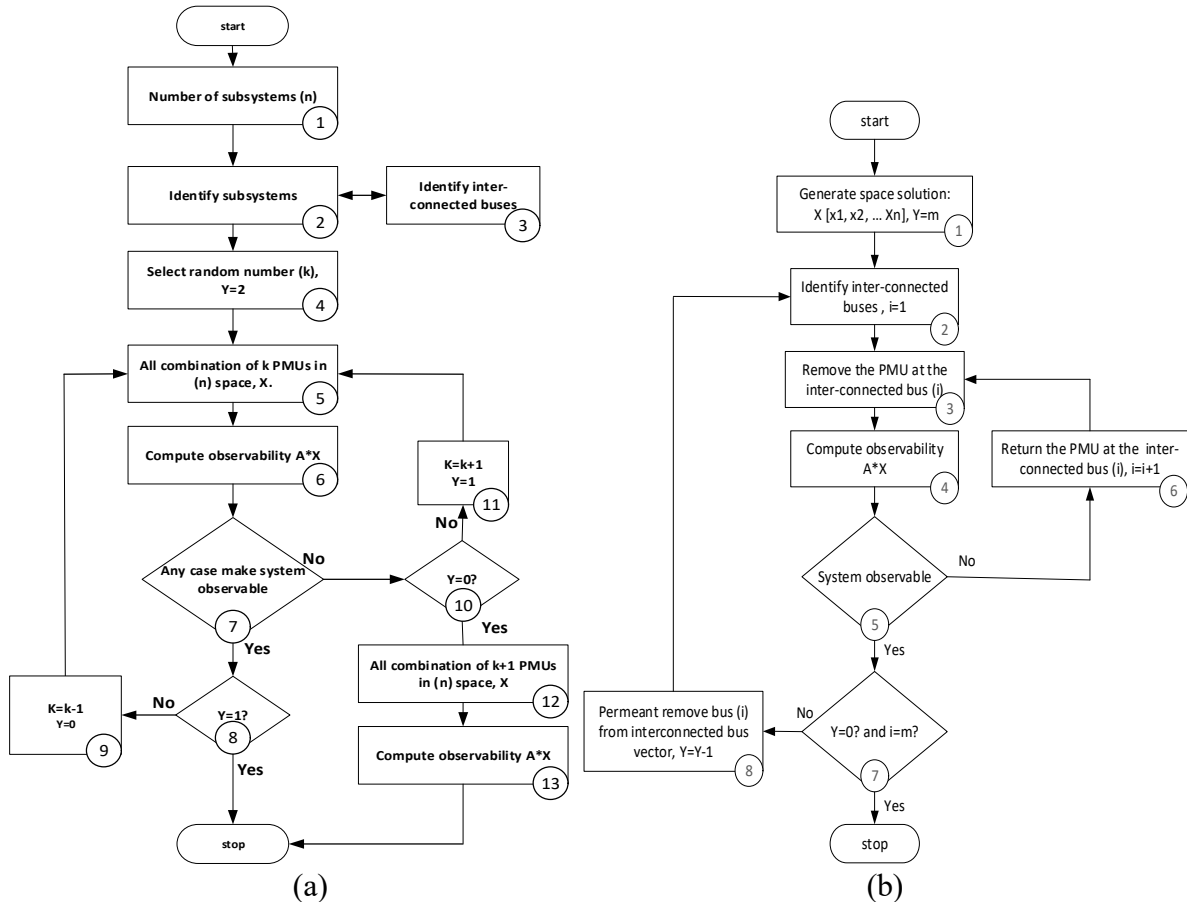 start
Number of subsystems (n)
1
Identify subsystems
2
Identify inter-
connected buses
3
Select random number (k),
Y=2
4
All combination of k PMUs in
(n) space, X.
5
Compute observability A*X
6
K=k+1
Y=1
11
No
Any case make system
observable
7
No
Y=0?
10
Yes
Yes
All combination of k+1 PMUs
in (n) space, X
12
K=k-1
Y=0
9
No
Y=1?
8
Yes
Compute observability A*X
13
stop
(a)
start
Generate space solution:
X [x1, x2, ... Xn], Y=m
1
Identify inter-connected
buses , i=1
2
Remove the PMU at the
inter-connected bus (i)
3
Compute observability
A*X
4
Return the PMU at the inter-
connected bus (i), i=i+1
6
System observable
5
No
Yes
Permeant remove bus (i)
from interconnected bus
vector, Y=Y-1
8
No
Y=0? and i=m?
7
Yes
stop
(b)